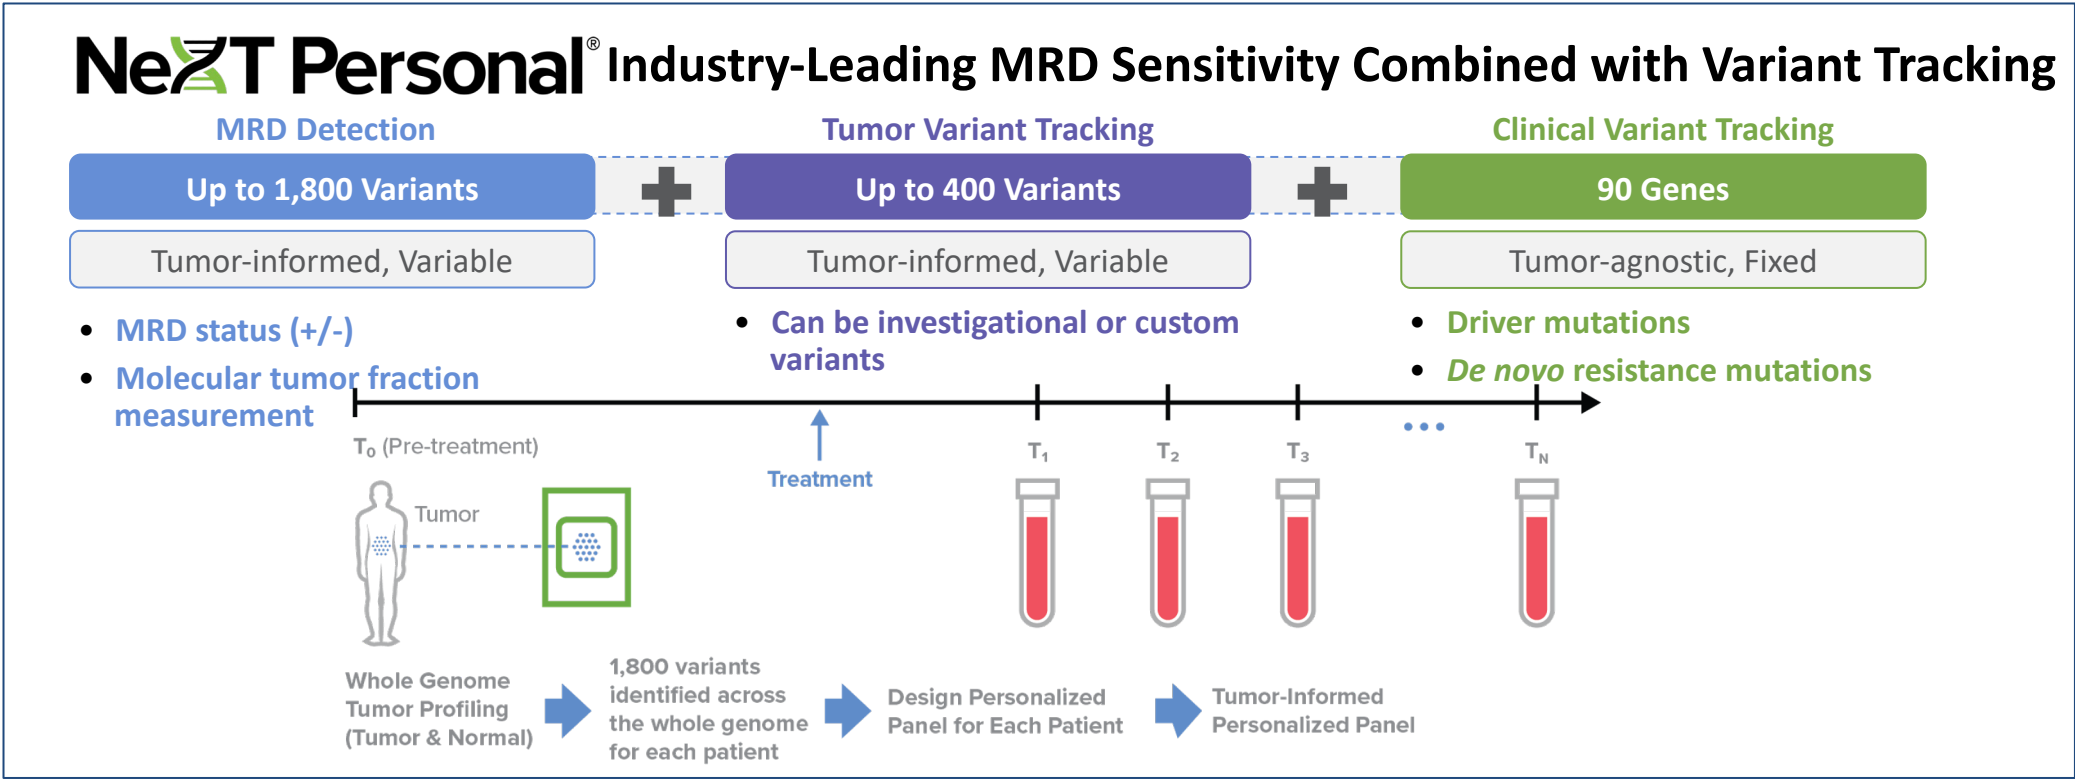 NeXT Personal® Industry-Leading MRD Sensitivity Combined with Variant Tracking
MRD Detection
Up to 1,800 Variants
Tumor-informed, Variable
• MRD status (+/-)
• Molecular tumor fraction
measurement
Tumor Variant Tracking
Up to 400 Variants
Tumor-informed, Variable
• Can be investigational or custom
variants
Clinical Variant Tracking
90 Genes
Tumor-agnostic, Fixed
• Driver mutations
• De novo resistance mutations
T₀ (Pre-treatment)
Treatment
T₁
T₂
T₃
...
T_N
Tumor
Whole Genome
Tumor Profiling
(Tumor & Normal)
1,800 variants
identified across
the whole genome
for each patient
Design Personalized
Panel for Each Patient
Tumor-Informed
Personalized Panel